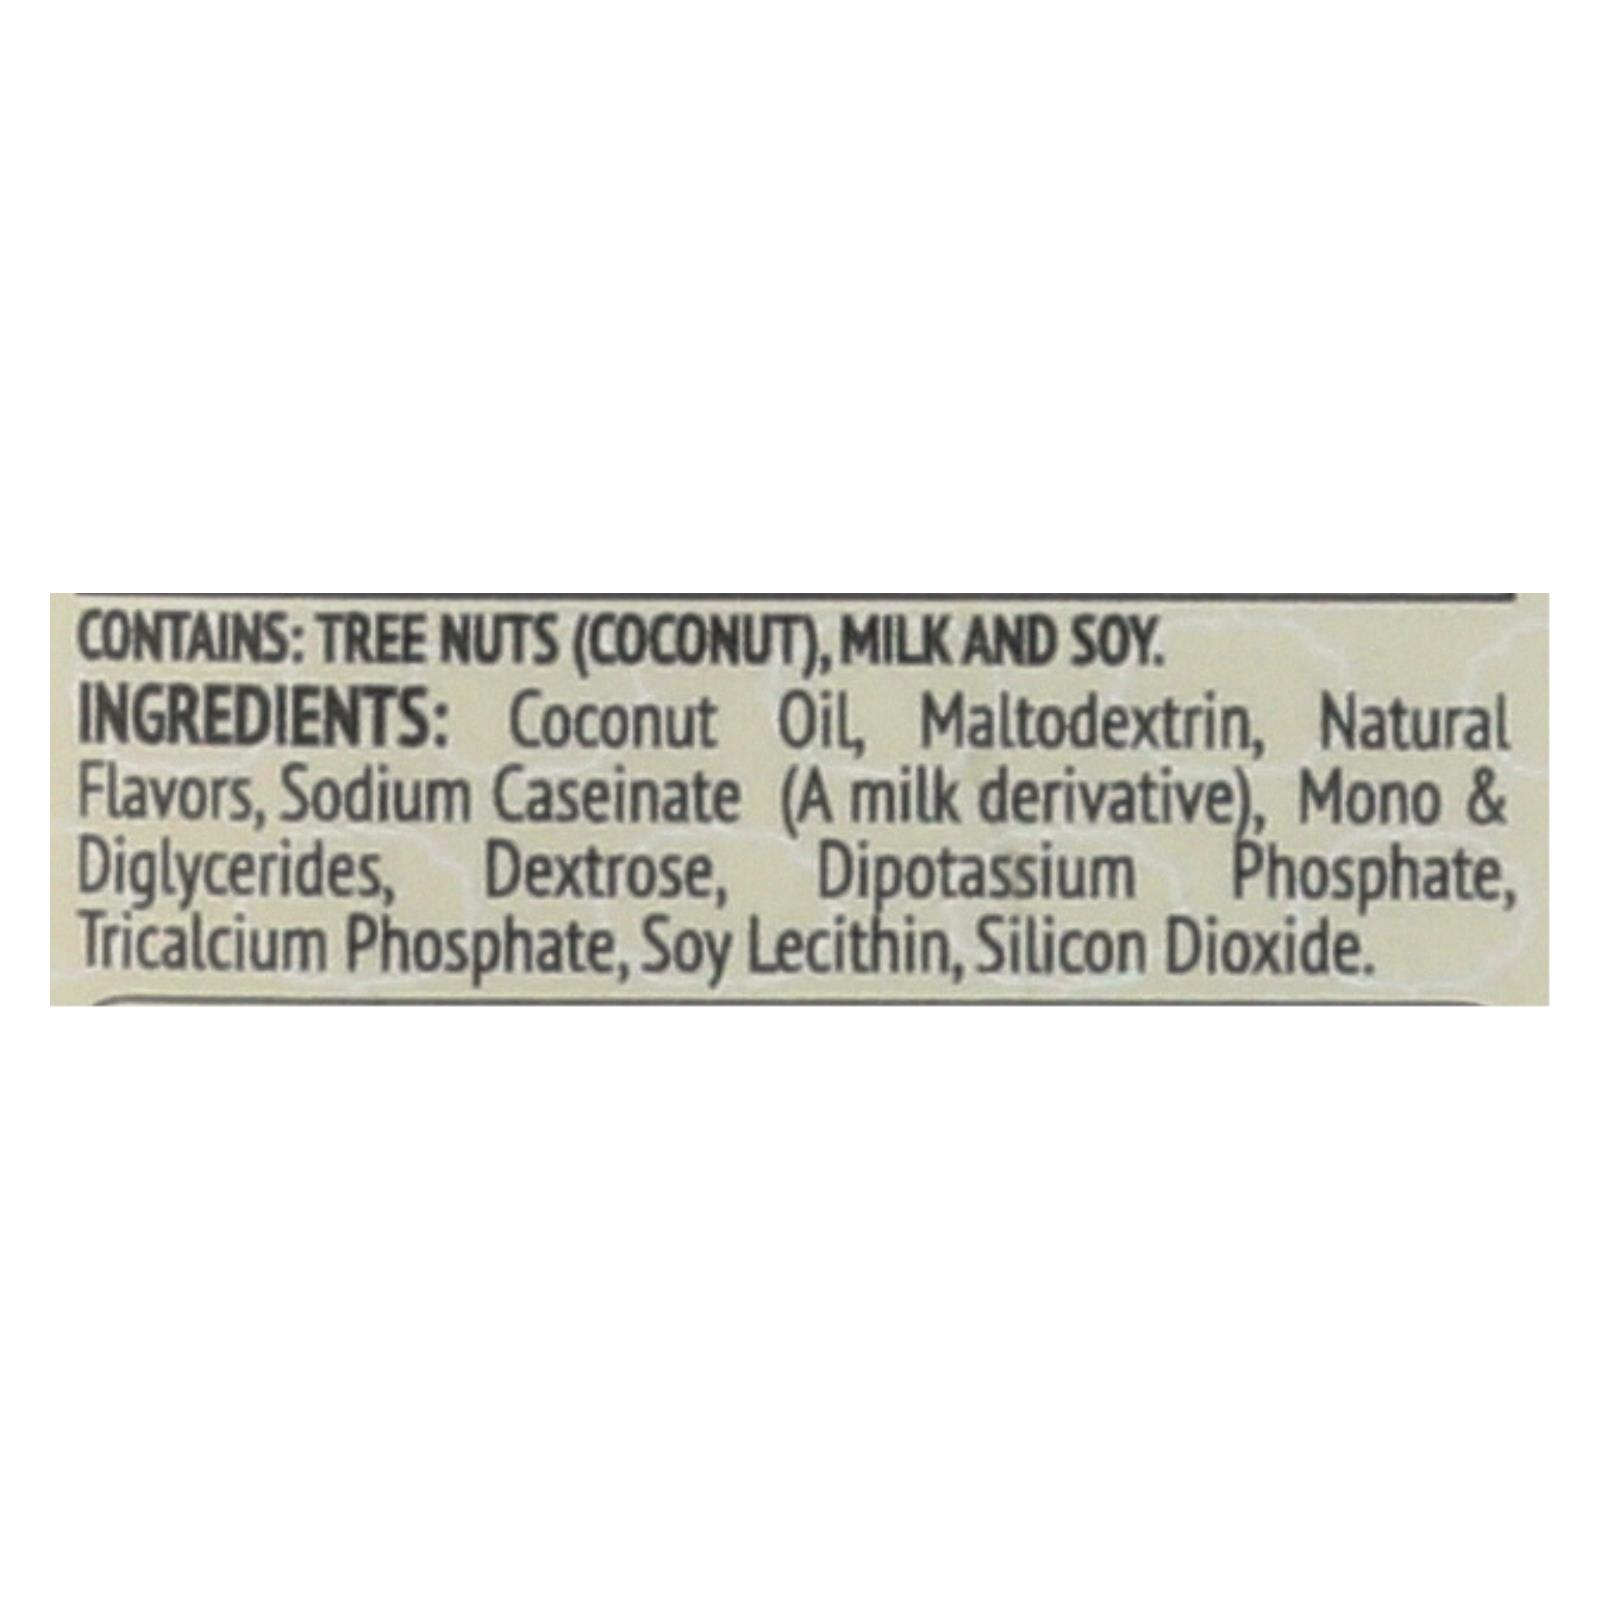 CONTAINS: TREE NUTS (COCONUT), MILK AND SOY.
INGREDIENTS: Coconut Oil, Maltodextrin, Natural
Flavors, Sodium Caseinate (A milk derivative), Mono &
Diglycerides, Dextrose, Dipotassium Phosphate,
Tricalcium Phosphate, Soy Lecithin, Silicon Dioxide.